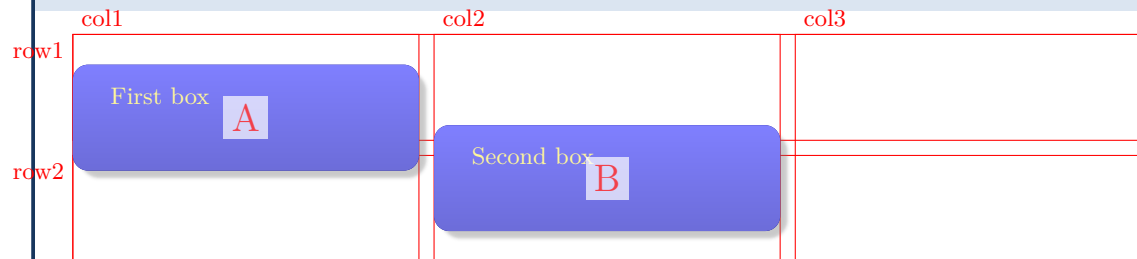 col1 col2 col3
row1
First box
A
Second box
row2
B